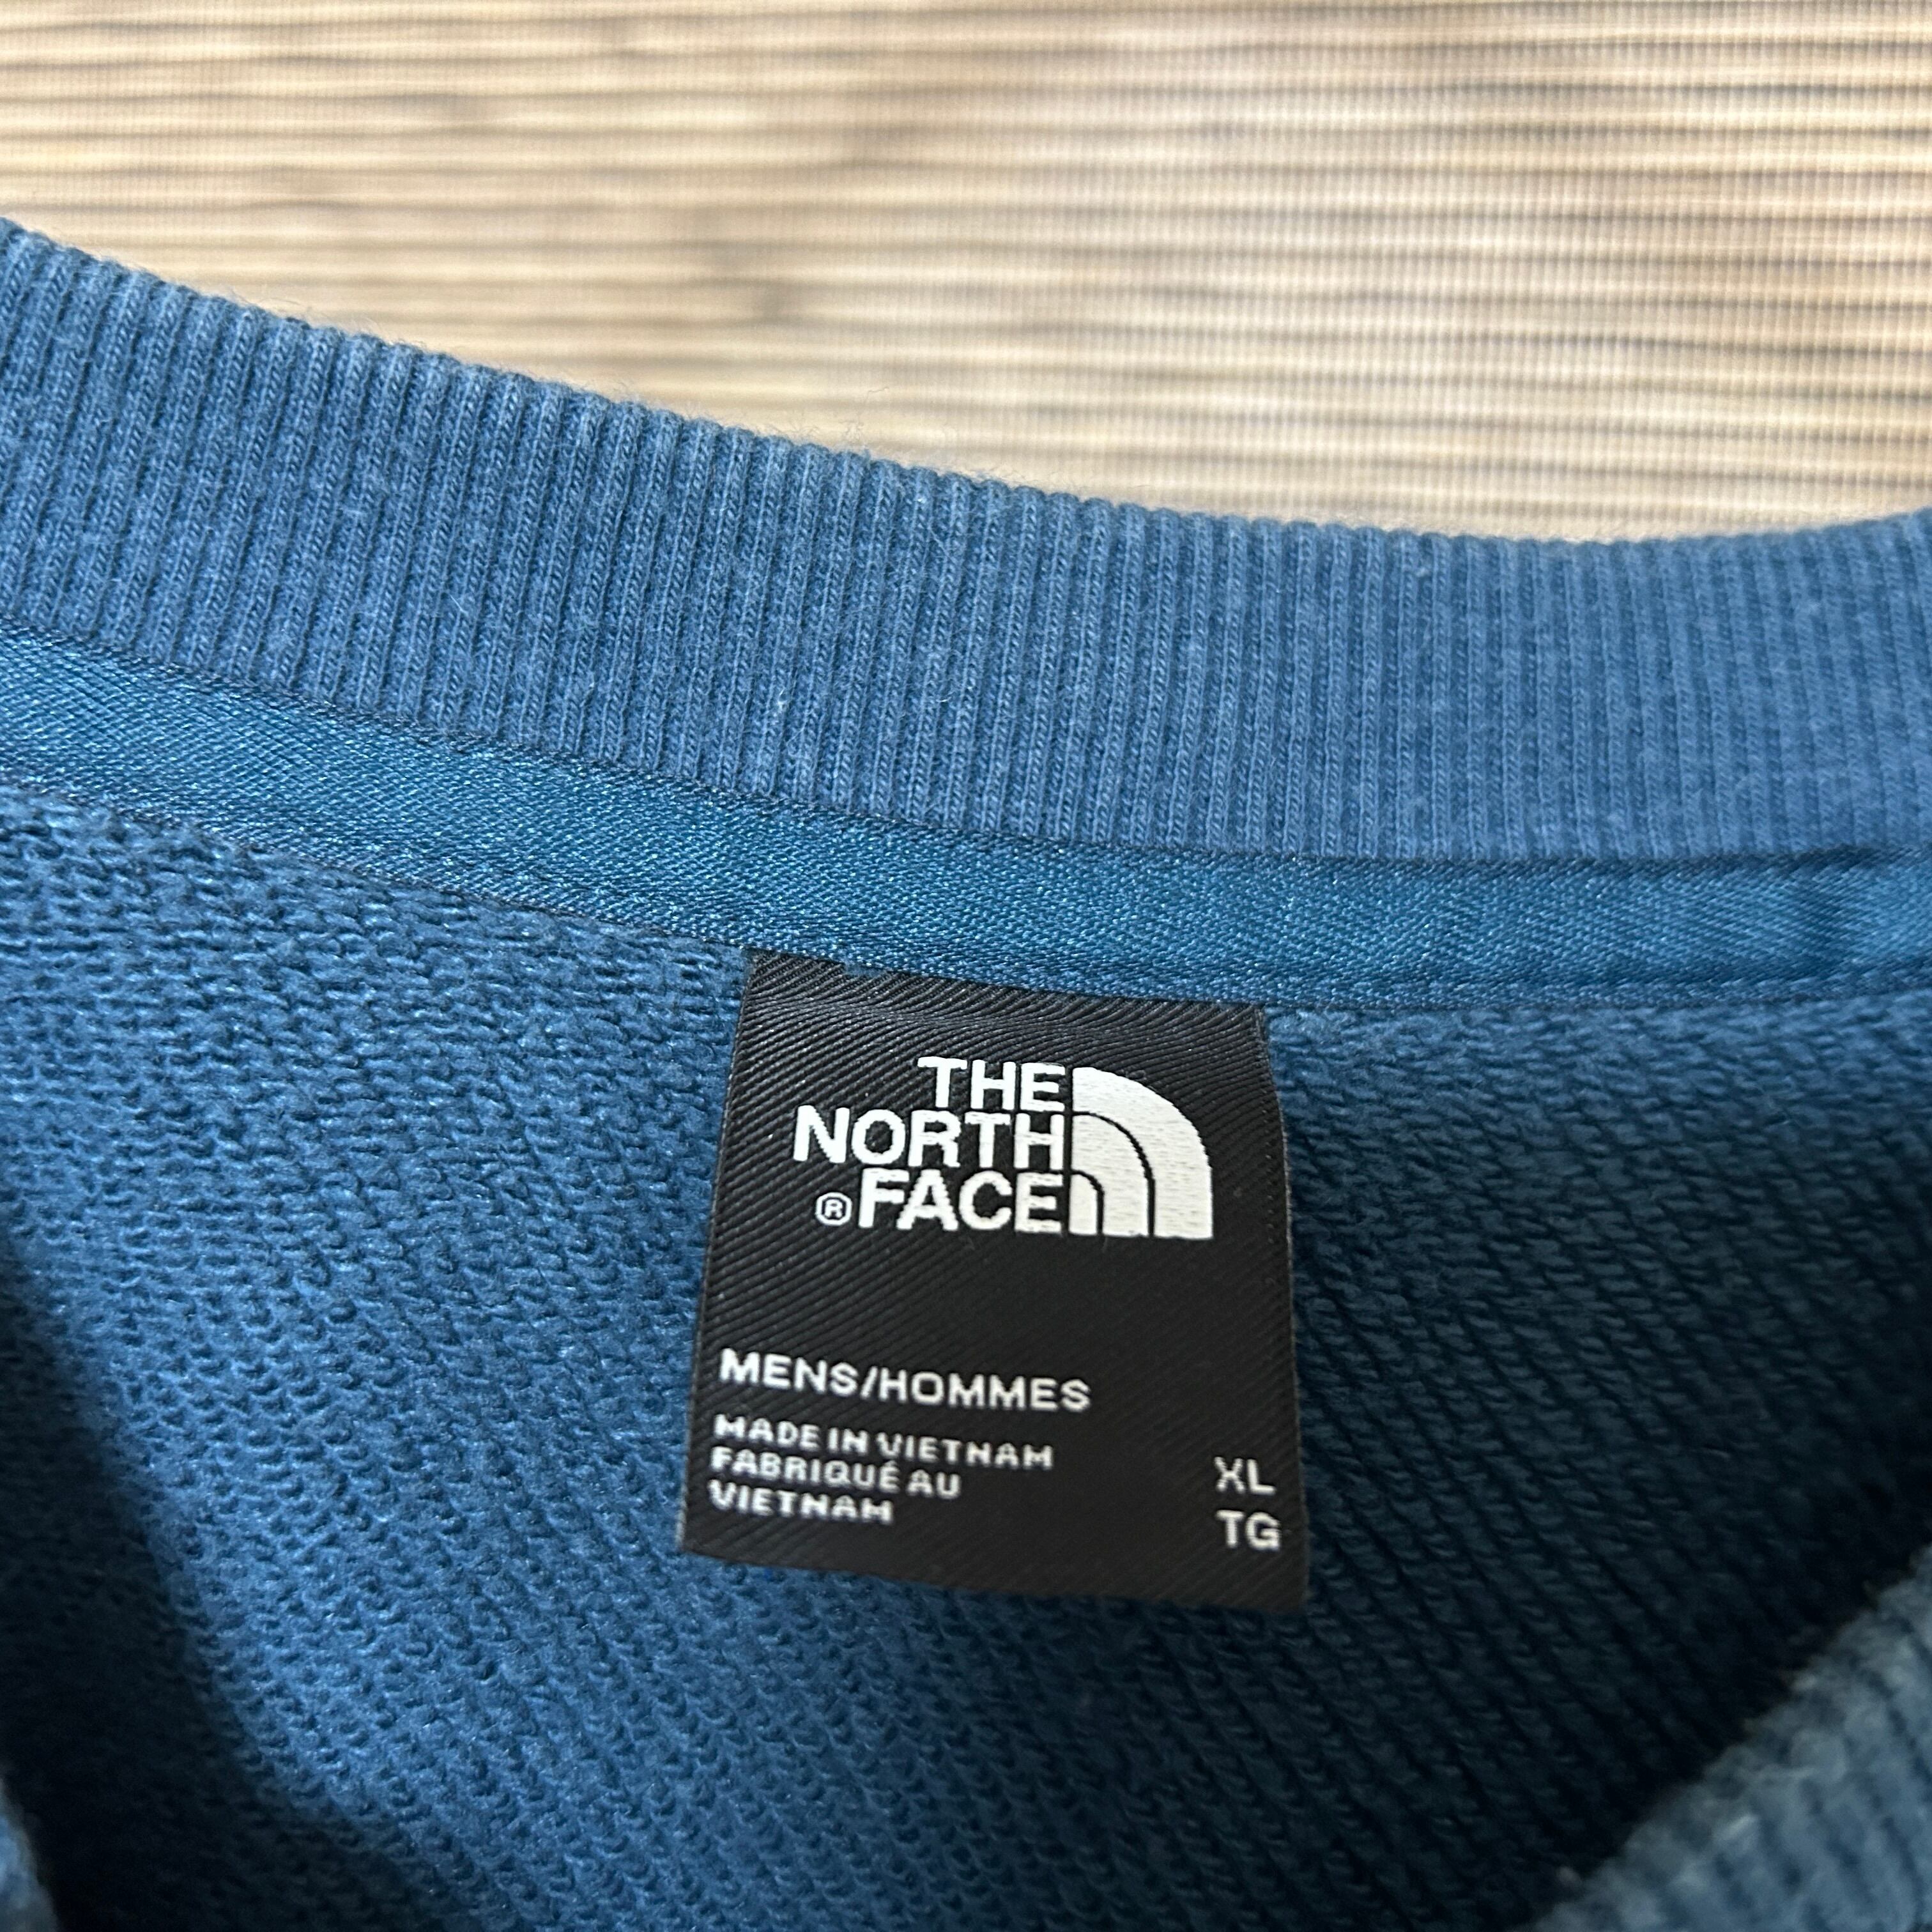 THE
NORTH
®FACE
MENS/HOMMES
MADE IN VIETNAM
FABRIQUÉ AU
VIETNAM
XL
TG